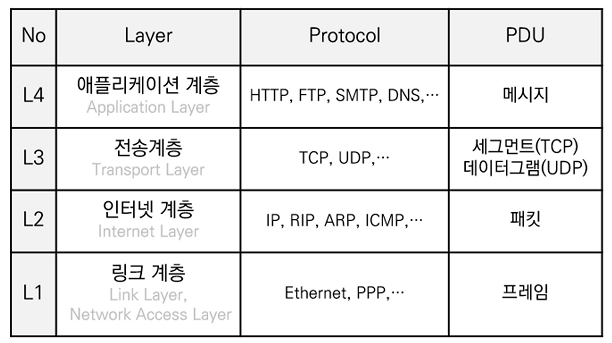 No Layer Protocol PDU
L4 애플리케이션 계층 HTTP, FTP, SMTP, DNS,⋯ 메시지
Application Layer
L3 전송계층 TCP, UDP,⋯ 세그먼트(TCP)
Transport Layer 데이터그램(UDP)
L2 인터넷 계층 IP, RIP, ARP, ICMP,⋯ 패킷
Internet Layer
L1 링크 계층 Ethernet, PPP,⋯ 프레임
Link Layer,
Network Access Layer